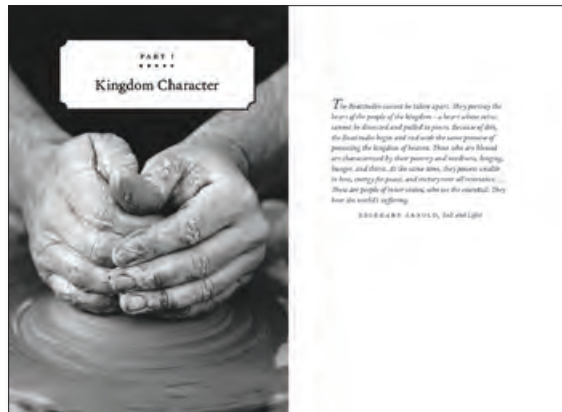 PART 1
Kingdom Character
The Beatitudes cannot be taken apart. They portray the
heart of the people of the kingdom – a heart whose veins
cannot be dissected and pulled to pieces. Because of this,
the Beatitudes begin and end with the same promise of
possessing the kingdom of heaven. Those who are blessed
are characterized by their poverty and neediness, longing,
hunger, and thirst. At the same time, they possess wealth
in love, energy for peace, and victory over all resistance. …
These are people of inner vision, who see the essential. They
bear the world's suffering.
EBERHARD ARNOLD, Salt and Light